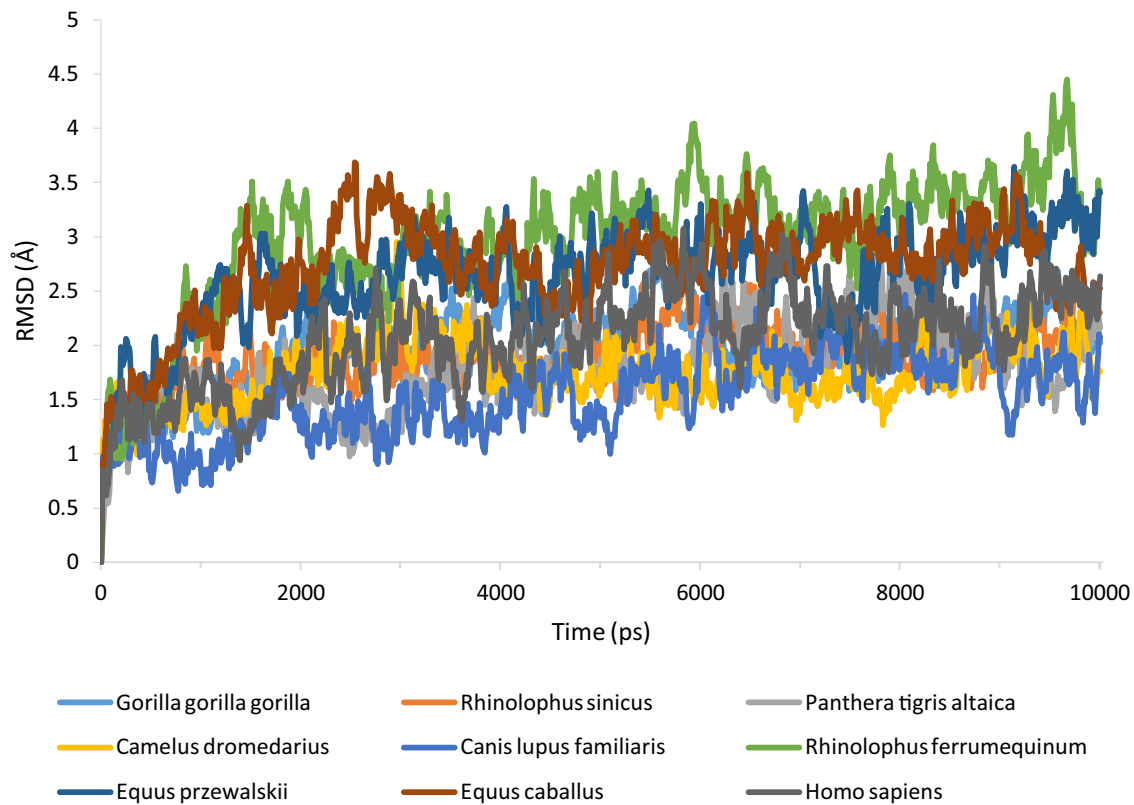 5
4.5
4
3.5
3
2.5
2
1.5
1
0.5
0
RMSD (Å)
0 2000 4000 6000 8000 10000
Time (ps)
Gorilla gorilla gorilla Rhinolophus sinicus Panthera tigris altaica
Camelus dromedarius Canis lupus familiaris Rhinolophus ferrumequinum
Equus przewalskii Equus caballus Homo sapiens